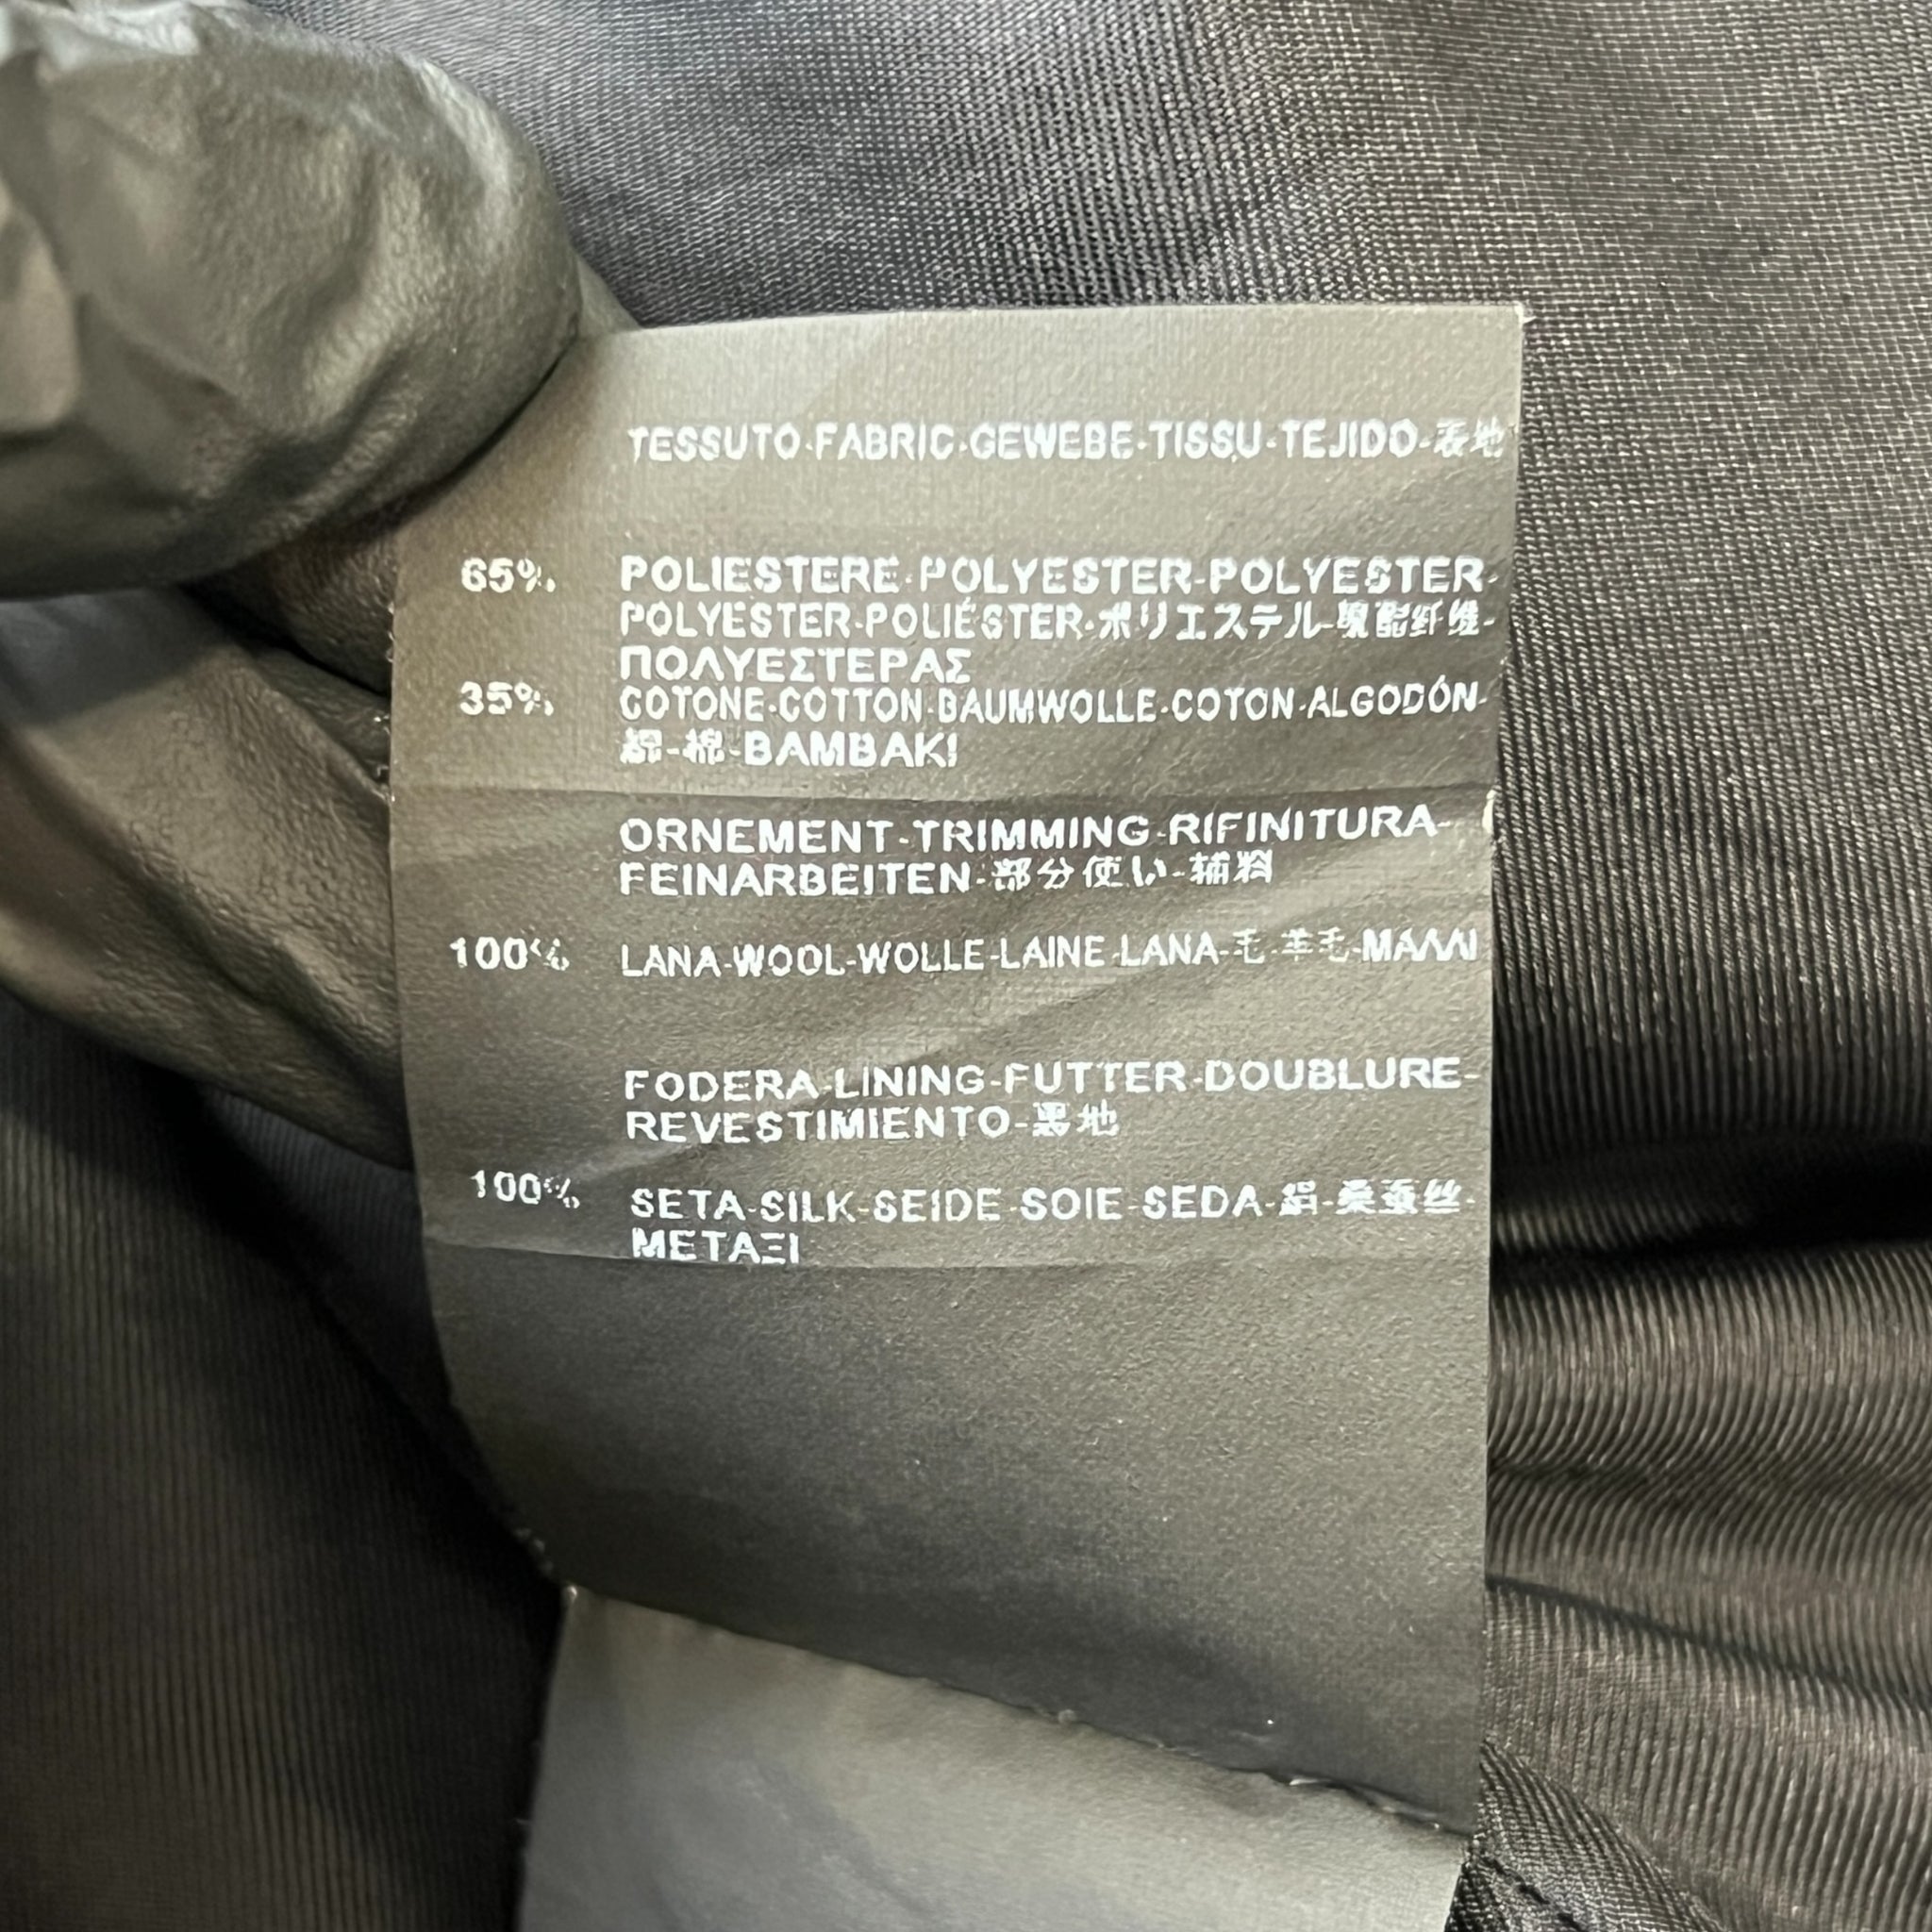 TESSUTO-FABRIC-GEWEBE-TISSU-TEJIDO-表地
65% POLIESTERE-POLYESTER-POLYESTER-
POLYESTER-POLIÉSTER-ポリエステル-聚酯纤维-
ΠΟΛΥΕΣΤΕΡΑΣ
35% COTONE-COTTON-BAUMWOLLE-COTON-ALGODÓN-
綿-棉-BAMBAKI
ORNEMENT-TRIMMING-RIFINITURA-
FEINARBEITEN-部分使い-辅料
100% LANA-WOOL-WOLLE-LAINE-LANA-毛-羊毛-ΜΑΛΛΙ
FODERA-LINING-FUTTER-DOUBLURE-
REVESTIMIENTO-裏地
100% SETA-SILK-SEIDE-SOIE-SEDA-絹-桑蚕丝-
ΜΕΤΑΞΙ